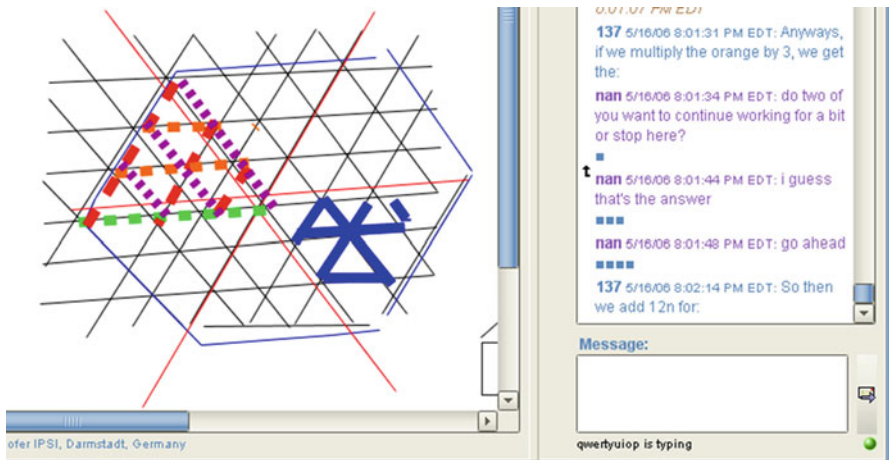 6:01:07 PM EDT
137 5/16/06 8:01:31 PM EDT: Anyways,
if we multiply the orange by 3, we get
the:
nan 5/16/06 8:01:34 PM EDT: do two of
you want to continue working for a bit
or stop here?
t
nan 5/16/06 8:01:44 PM EDT: i guess
that's the answer
nan 5/16/06 8:01:48 PM EDT: go ahead
137 5/16/06 8:02:14 PM EDT: So then
we add 12n for:
Message:
ofer IPSI, Darmstadt, Germany
qwertyuiop is typing